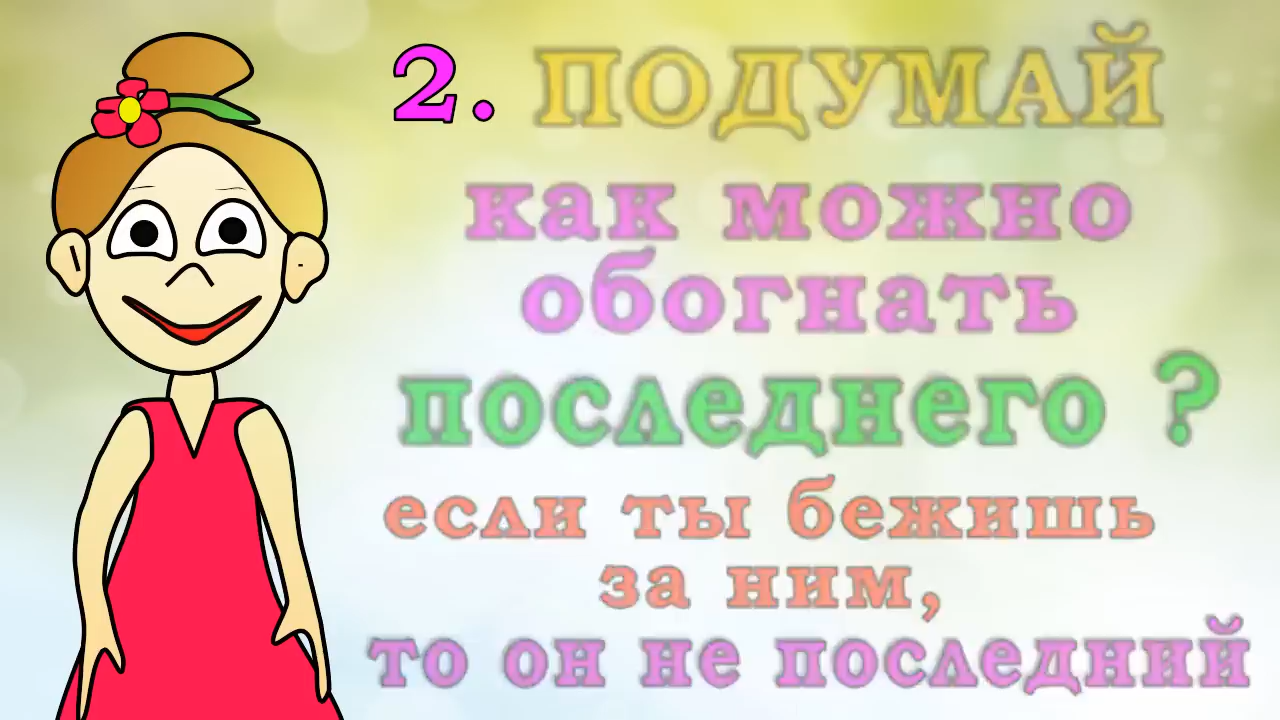 2. ПОДУМАЙ
как можно
обогнать
последнего ?
если ты бежишь
за ним,
то он не последний